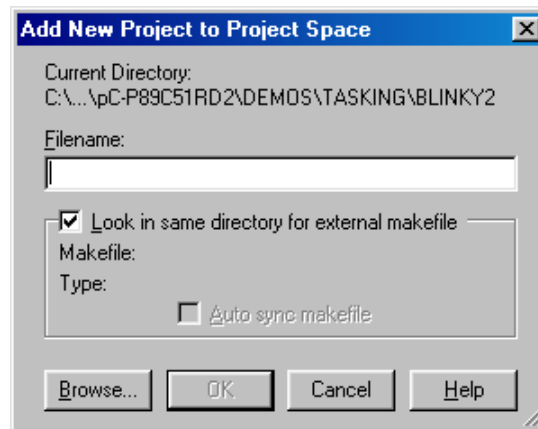 Add New Project to Project Space
Current Directory:
C:\...\pC-P89C51RD2\DEMOS\TASKING\BLINKY2
Filename:
Look in same directory for external makefile
Makefile:
Type:
Auto sync makefile
Browse... OK Cancel Help